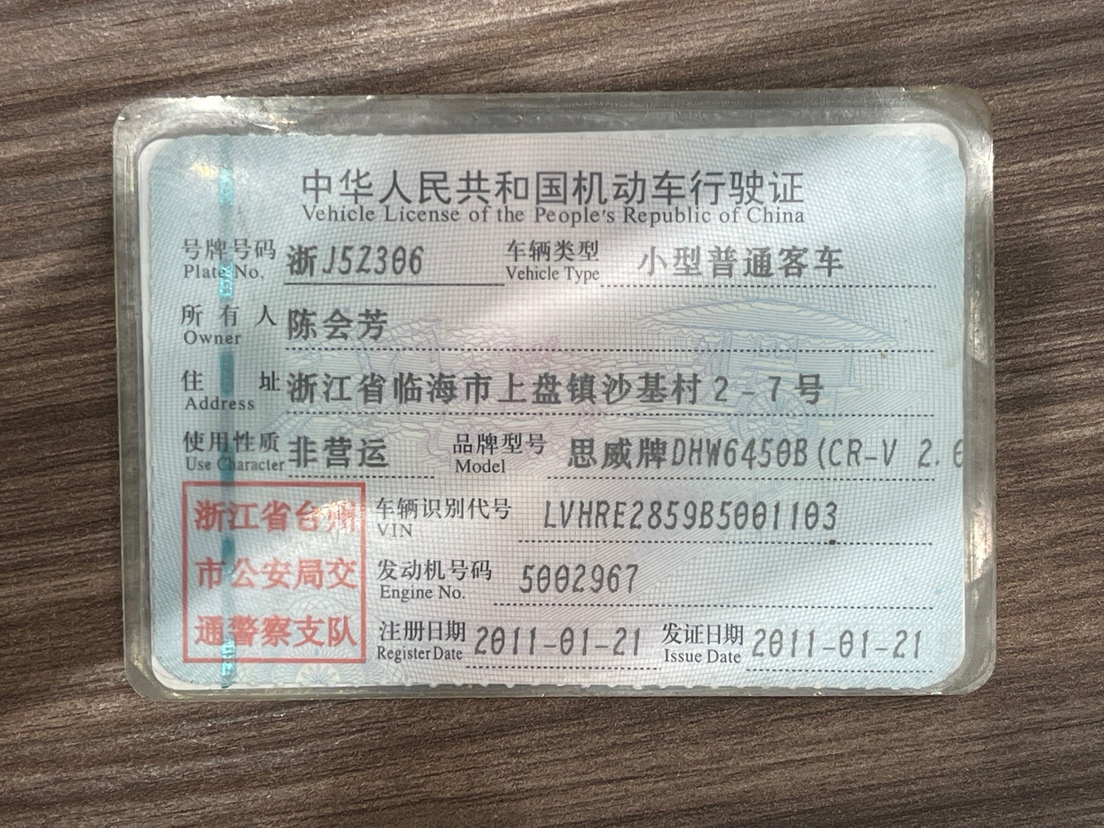 中华人民共和国机动车行驶证
Vehicle License of the People's Republic of China
号牌号码 浙J5Z306 车辆类型 小型普通客车
Plate No. Vehicle Type
所有人 陈会芳
Owner
住址 浙江省临海市上盘镇沙基村2-7号
Address
使用性质 非营运 品牌型号 思威牌DHW6450B(CR-V 2.0
Use Character Model
浙江省台州 车辆识别代号 LVHRE2859B5001103
VIN
市公安局交 发动机号码 5002967
Engine No.
通警察支队 注册日期 2011-01-21 发证日期 2011-01-21
Register Date Issue Date